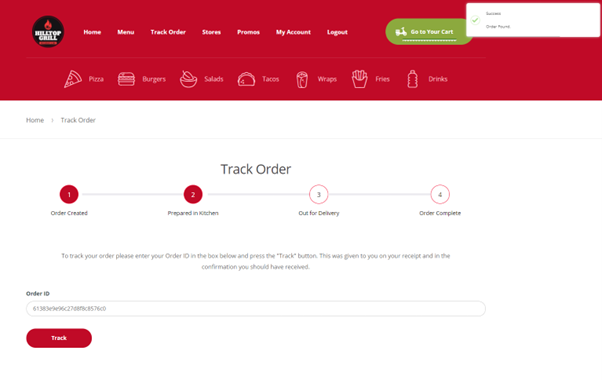 HILLTOP
GRILL
Home Menu Track Order Stores Promos My Account Logout
Go to Your Cart
Success
Order Found
Pizza Burgers Salads Tacos Wraps Fries Drinks
Home > Track Order
Track Order
1 2 3 4
Order Created Prepared in Kitchen Out for Delivery Order Complete
To track your order please enter your Order ID in the box below and press the "Track" button. This was given to you on your receipt and in the
confirmation you should have received.
Order ID
61383e9e96c27d8f8c8576c0
Track